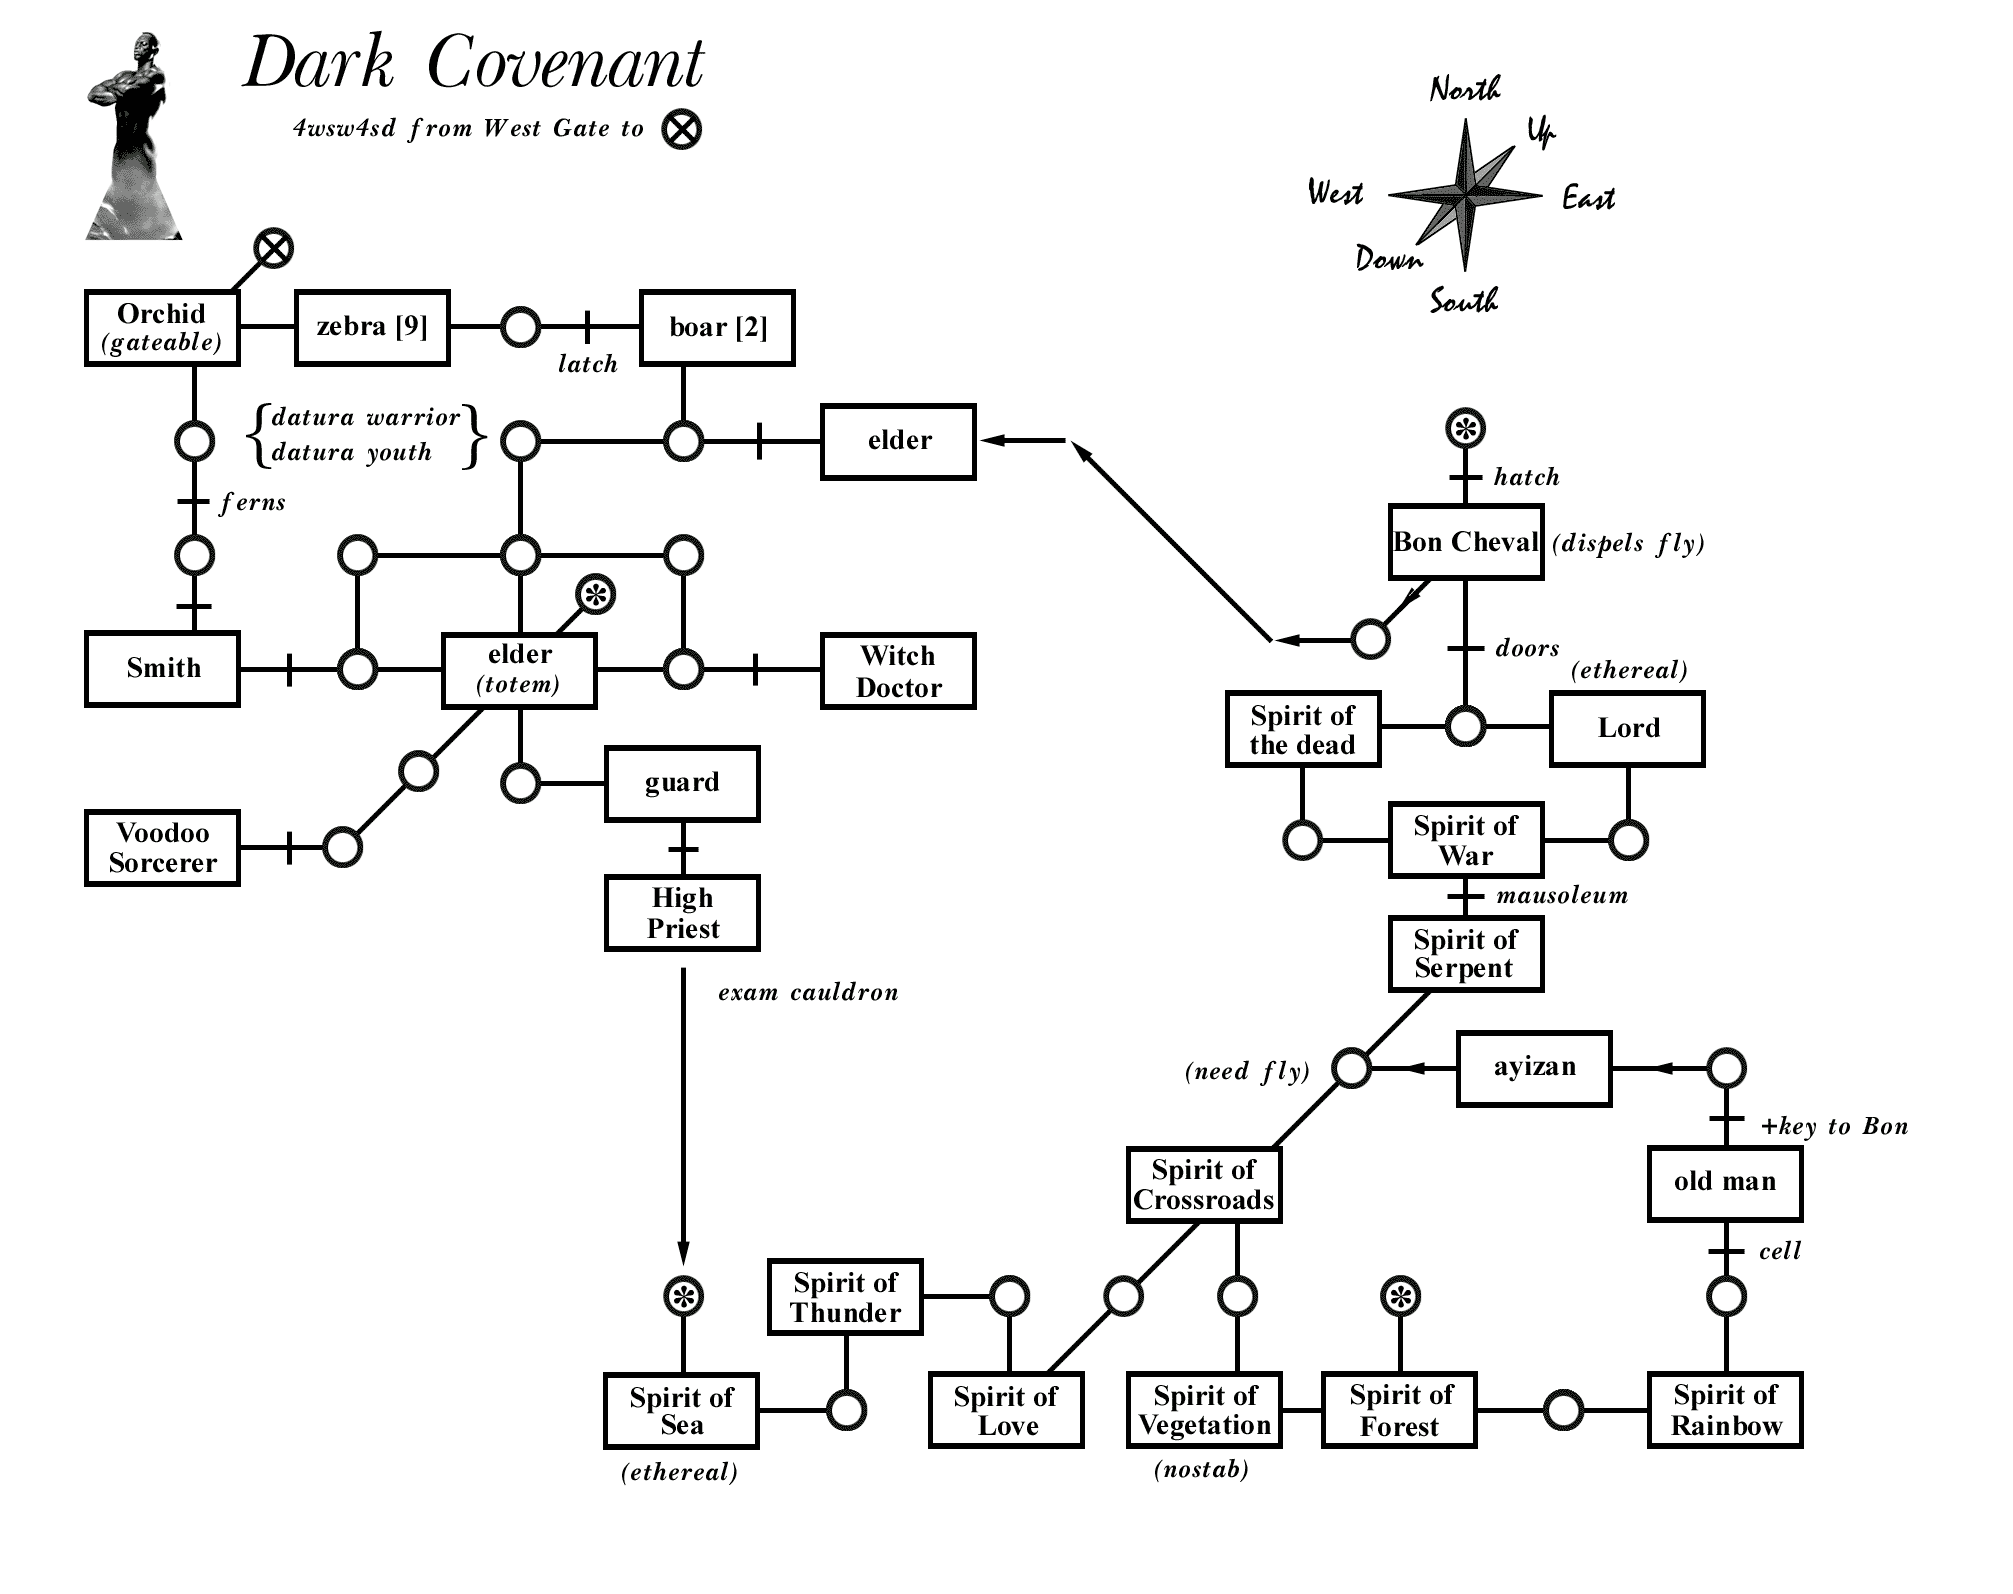 Dark Covenant
4wsw4sd from West Gate to
North
Up
West
East
Down
South
Orchid
(gateable)
zebra [9]
latch
boar [2]
datura warrior
datura youth
elder
ferns
hatch
Bon Cheval
(dispels fly)
Smith
elder
(totem)
Witch
Doctor
doors
(ethereal)
Spirit of
the dead
Lord
guard
Voodoo
Sorcerer
Spirit of
War
mausoleum
High
Priest
Spirit of
Serpent
exam cauldron
(need fly)
ayizan
+key to Bon
old man
Spirit of
Crossroads
cell
Spirit of
Thunder
Spirit of
Sea
(ethereal)
Spirit of
Love
Spirit of
Vegetation
(nostab)
Spirit of
Forest
Spirit of
Rainbow